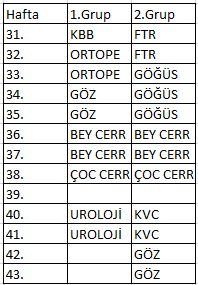 Hafta 1.Grup 2.Grup
31. KBB FTR
32. ORTOPE FTR
33. ORTOPE GÖĞÜS
34. GÖZ GÖĞÜS
35. GÖZ GÖĞÜS
36. BEY CERR BEY CERR
37. BEY CERR BEY CERR
38. ÇOC CERR ÇOC CERR
39.
40. UROLOJİ KVC
41. UROLOJİ KVC
42. GÖZ
43. GÖZ